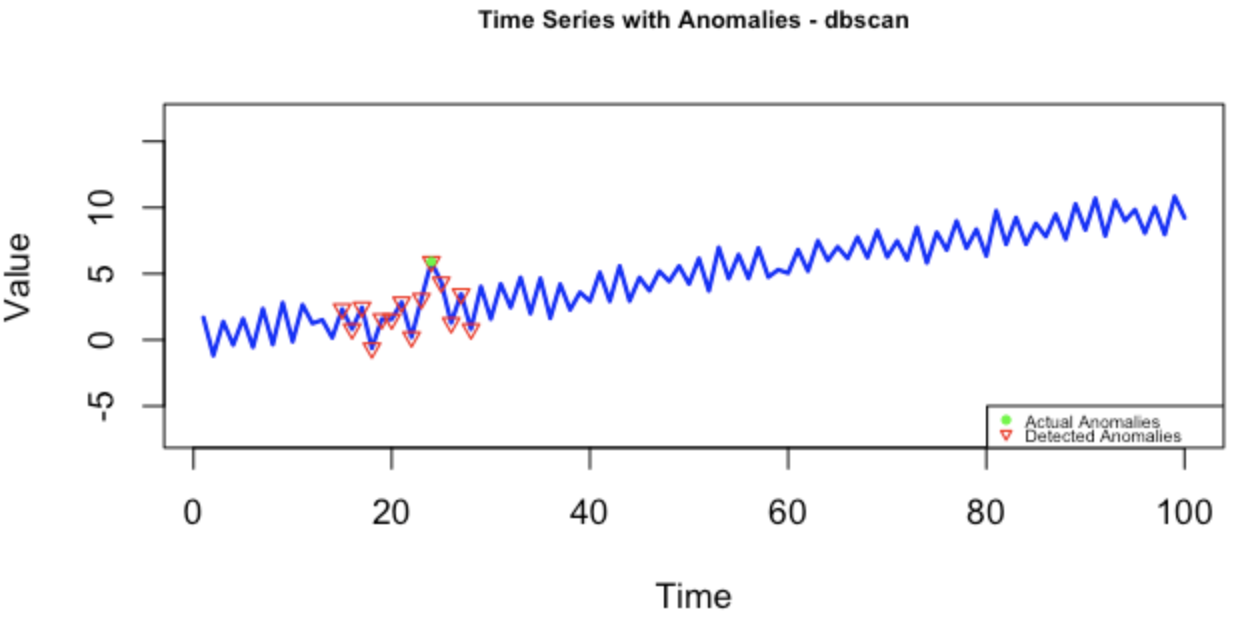 Time Series with Anomalies - dbscan
Value
10
5
0
-5
Actual Anomalies
Detected Anomalies
0 20 40 60 80 100
Time